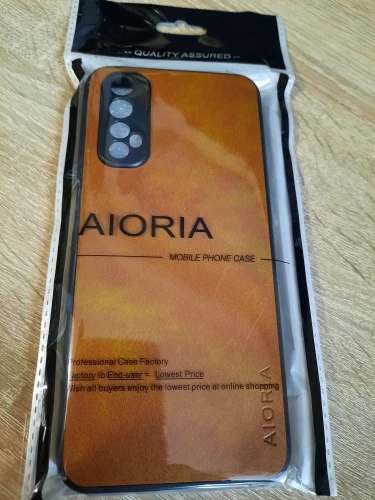 – QUALITY ASSURED –
AIORIA
MOBILE PHONE CASE
Professional Case Factory
Factory to End-user = Lowest Price
Wish all buyers enjoy the lowest price at online shopping
AIORIA